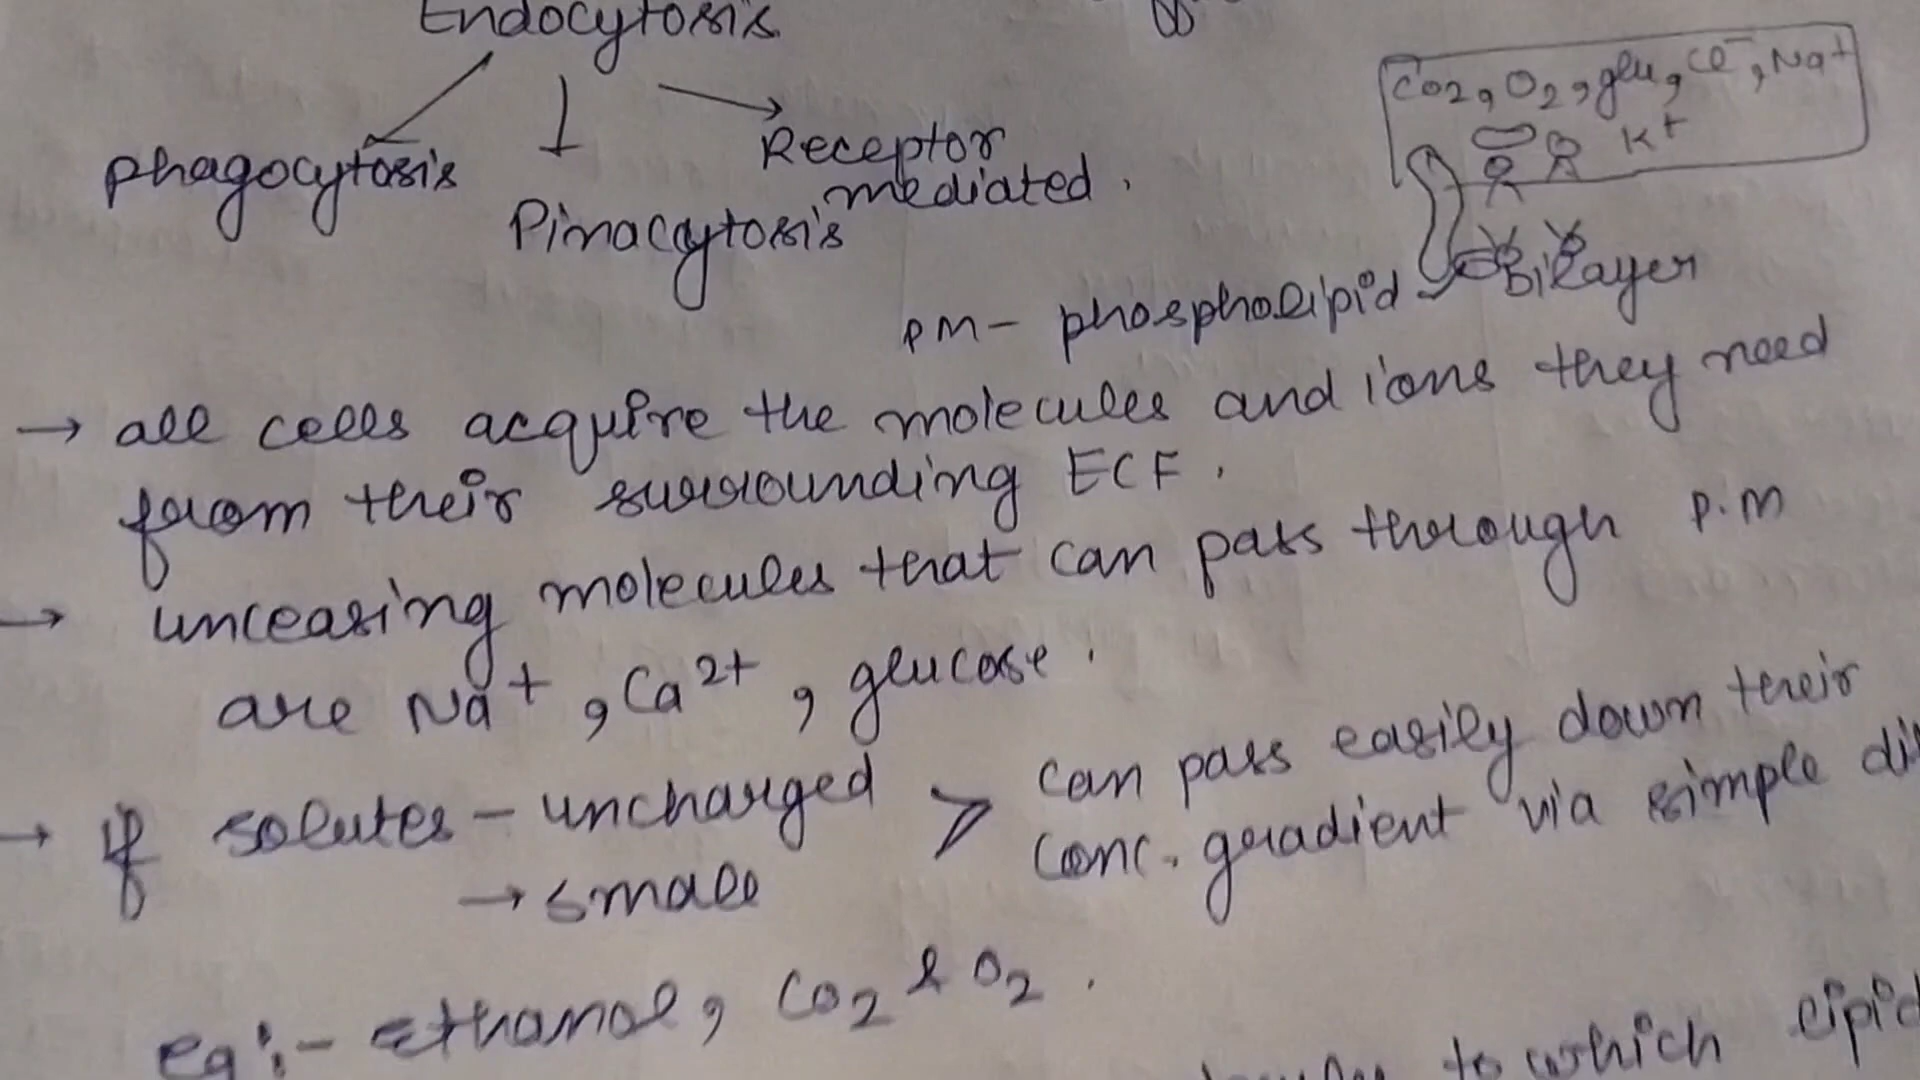 Endocytosis
CO2, O2, glu, Cl-, Na+
K+
phagocytosis
Receptor
mediated.
Pinacytosis
PM - phospholipid Bilayer
→ all cells acquire the molecules and ions they need
from their surrounding ECF.
→ unceasing molecules that can pass through P.M
are Na+, Ca2+, glucose.
→ if solutes - uncharged > can pass easily down their
→ small conc. gradient via simple
eg:- Ethanol, CO2 & O2.
to which lipid